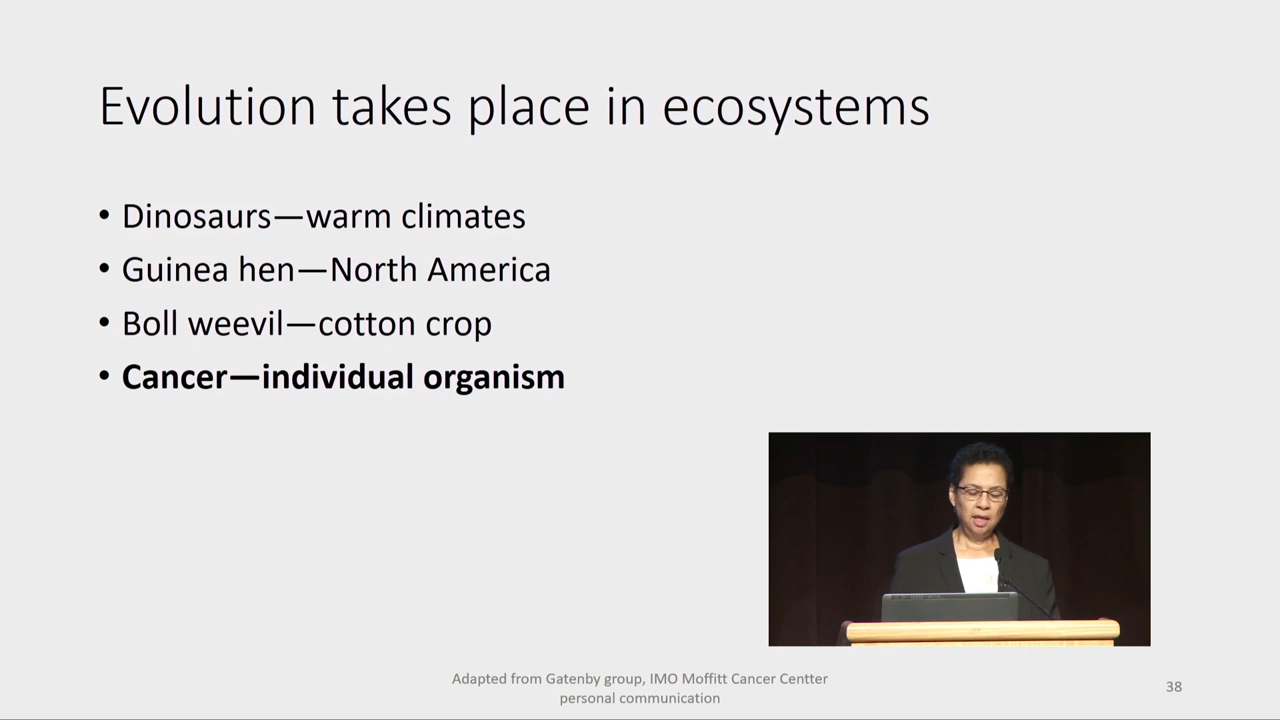 Evolution takes place in ecosystems
• Dinosaurs—warm climates
• Guinea hen—North America
• Boll weevil—cotton crop
• Cancer—individual organism
Adapted from Gatenby group, IMO Moffitt Cancer Centter
personal communication
38